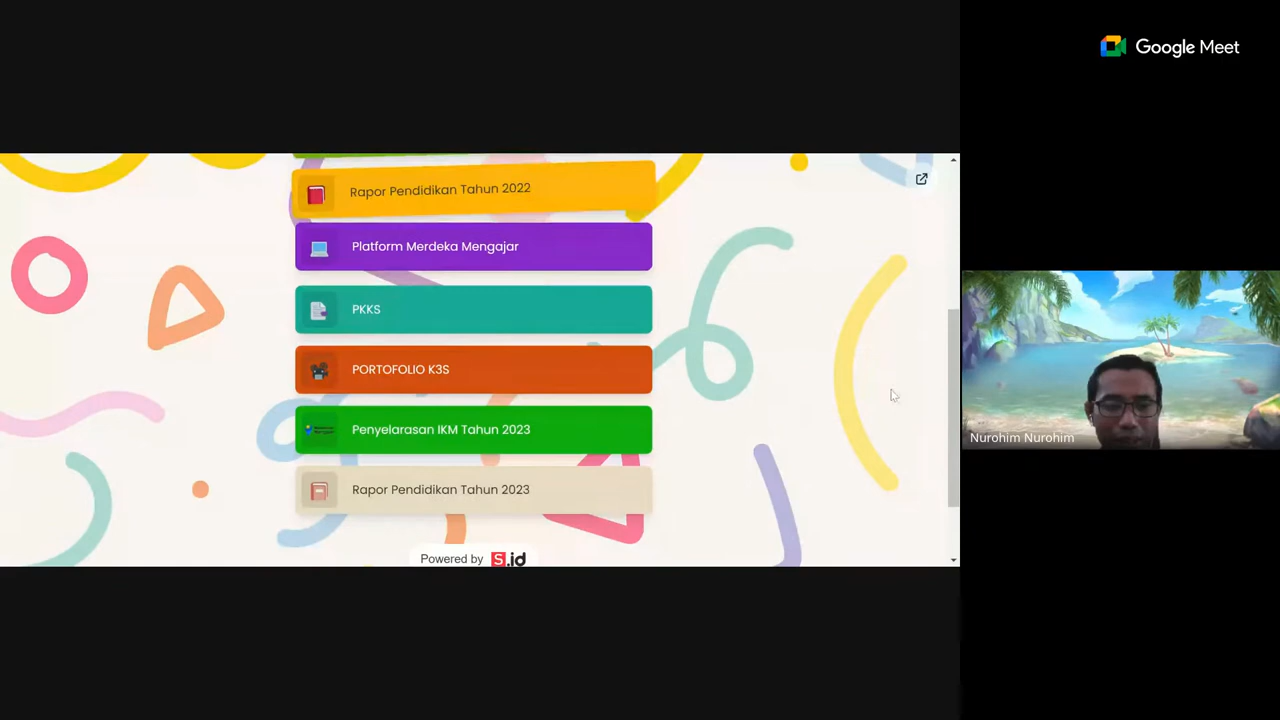 Google Meet
Rapor Pendidikan Tahun 2022
Platform Merdeka Mengajar
PKKS
PORTOFOLIO K3S
Penyelarasan IKM Tahun 2023
Rapor Pendidikan Tahun 2023
Powered by S.id
Nurohim Nurohim